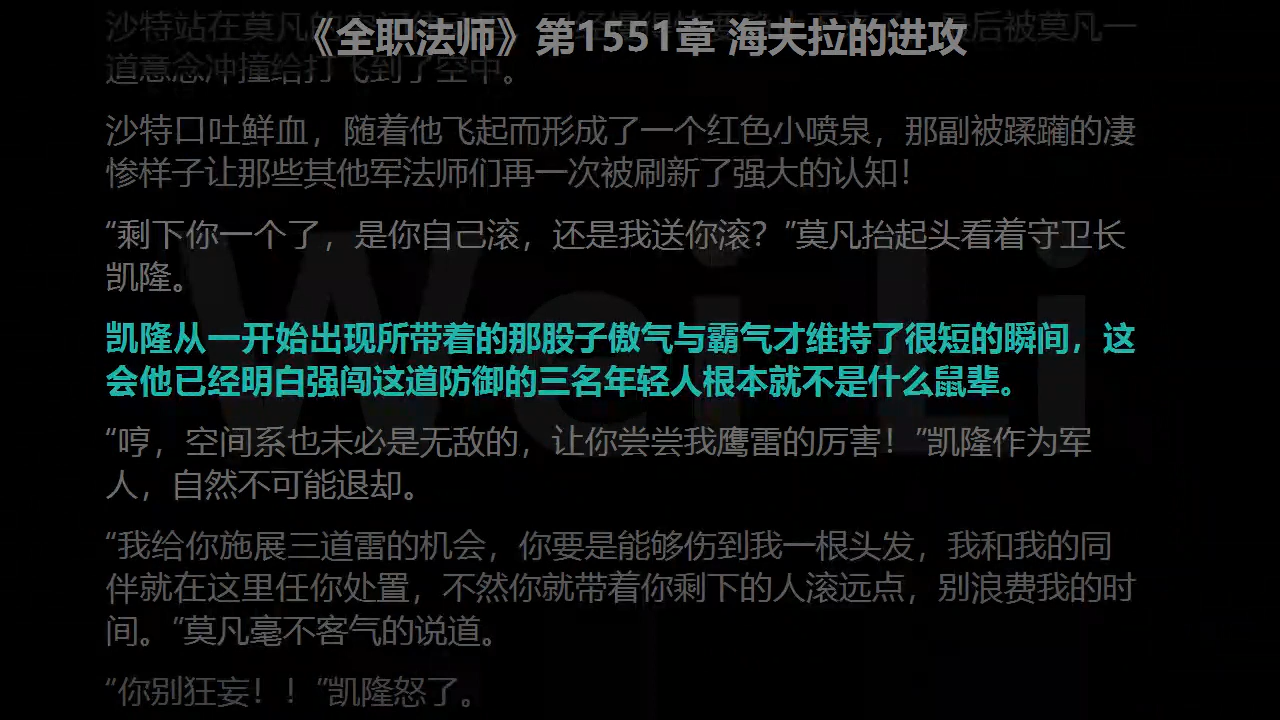 《全职法师》第1551章 海夫拉的进攻
道意念冲撞给打飞到了空中。
沙特口吐鲜血，随着他飞起而形成了一个红色小喷泉，那副被蹂躏的凄
惨样子让那些其他军法师们再一次被刷新了强大的认知！
“剩下你一个了，是你自己滚，还是我送你滚？”莫凡抬起头看着守卫长
凯隆。
凯隆从一开始出现所带着的那股子傲气与霸气才维持了很短的瞬间，这
会他已经明白强闯这道防御的三名年轻人根本就不是什么鼠辈。
“哼，空间系也未必是无敌的，让你尝尝我鹰雷的厉害！”凯隆作为军
人，自然不可能退却。
“我给你施展三道雷的机会，你要是能够伤到我一根头发，我和我的同
伴就在这里任你处置，不然你就带着你剩下的人滚远点，别浪费我的时
间。”莫凡毫不客气的说道。
“你别狂妄！！”凯隆怒了。
Wei Li